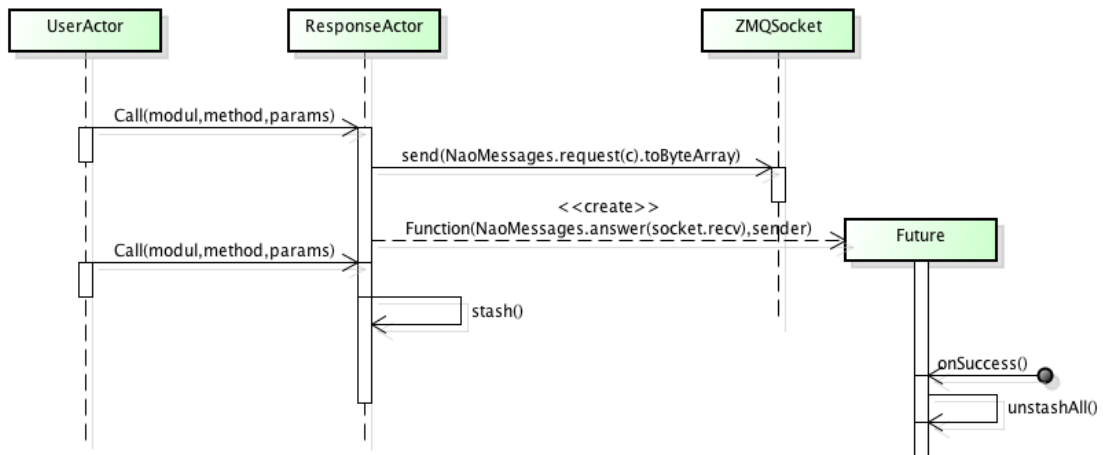 UserActor
ResponseActor
ZMQSocket
Call(modul,method,params)
send(NaoMessages.request(c).toByteArray)
<<create>>
Function(NaoMessages.answer(socket.recv),sender)
Future
Call(modul,method,params)
stash()
onSuccess()
unstashAll()